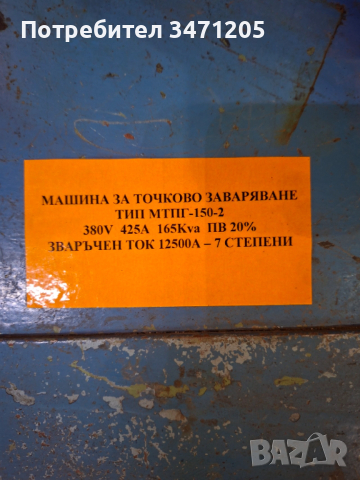 Потребител 3471205
МАШИНА ЗА ТОЧКОВО ЗАВАРЯВАНЕ
ТИП МТПГ-150-2
380V 425A 165Kva ПВ 20%
ЗВАРЪЧЕН ТОК 12500А – 7 СТЕПЕНИ
BAZAR